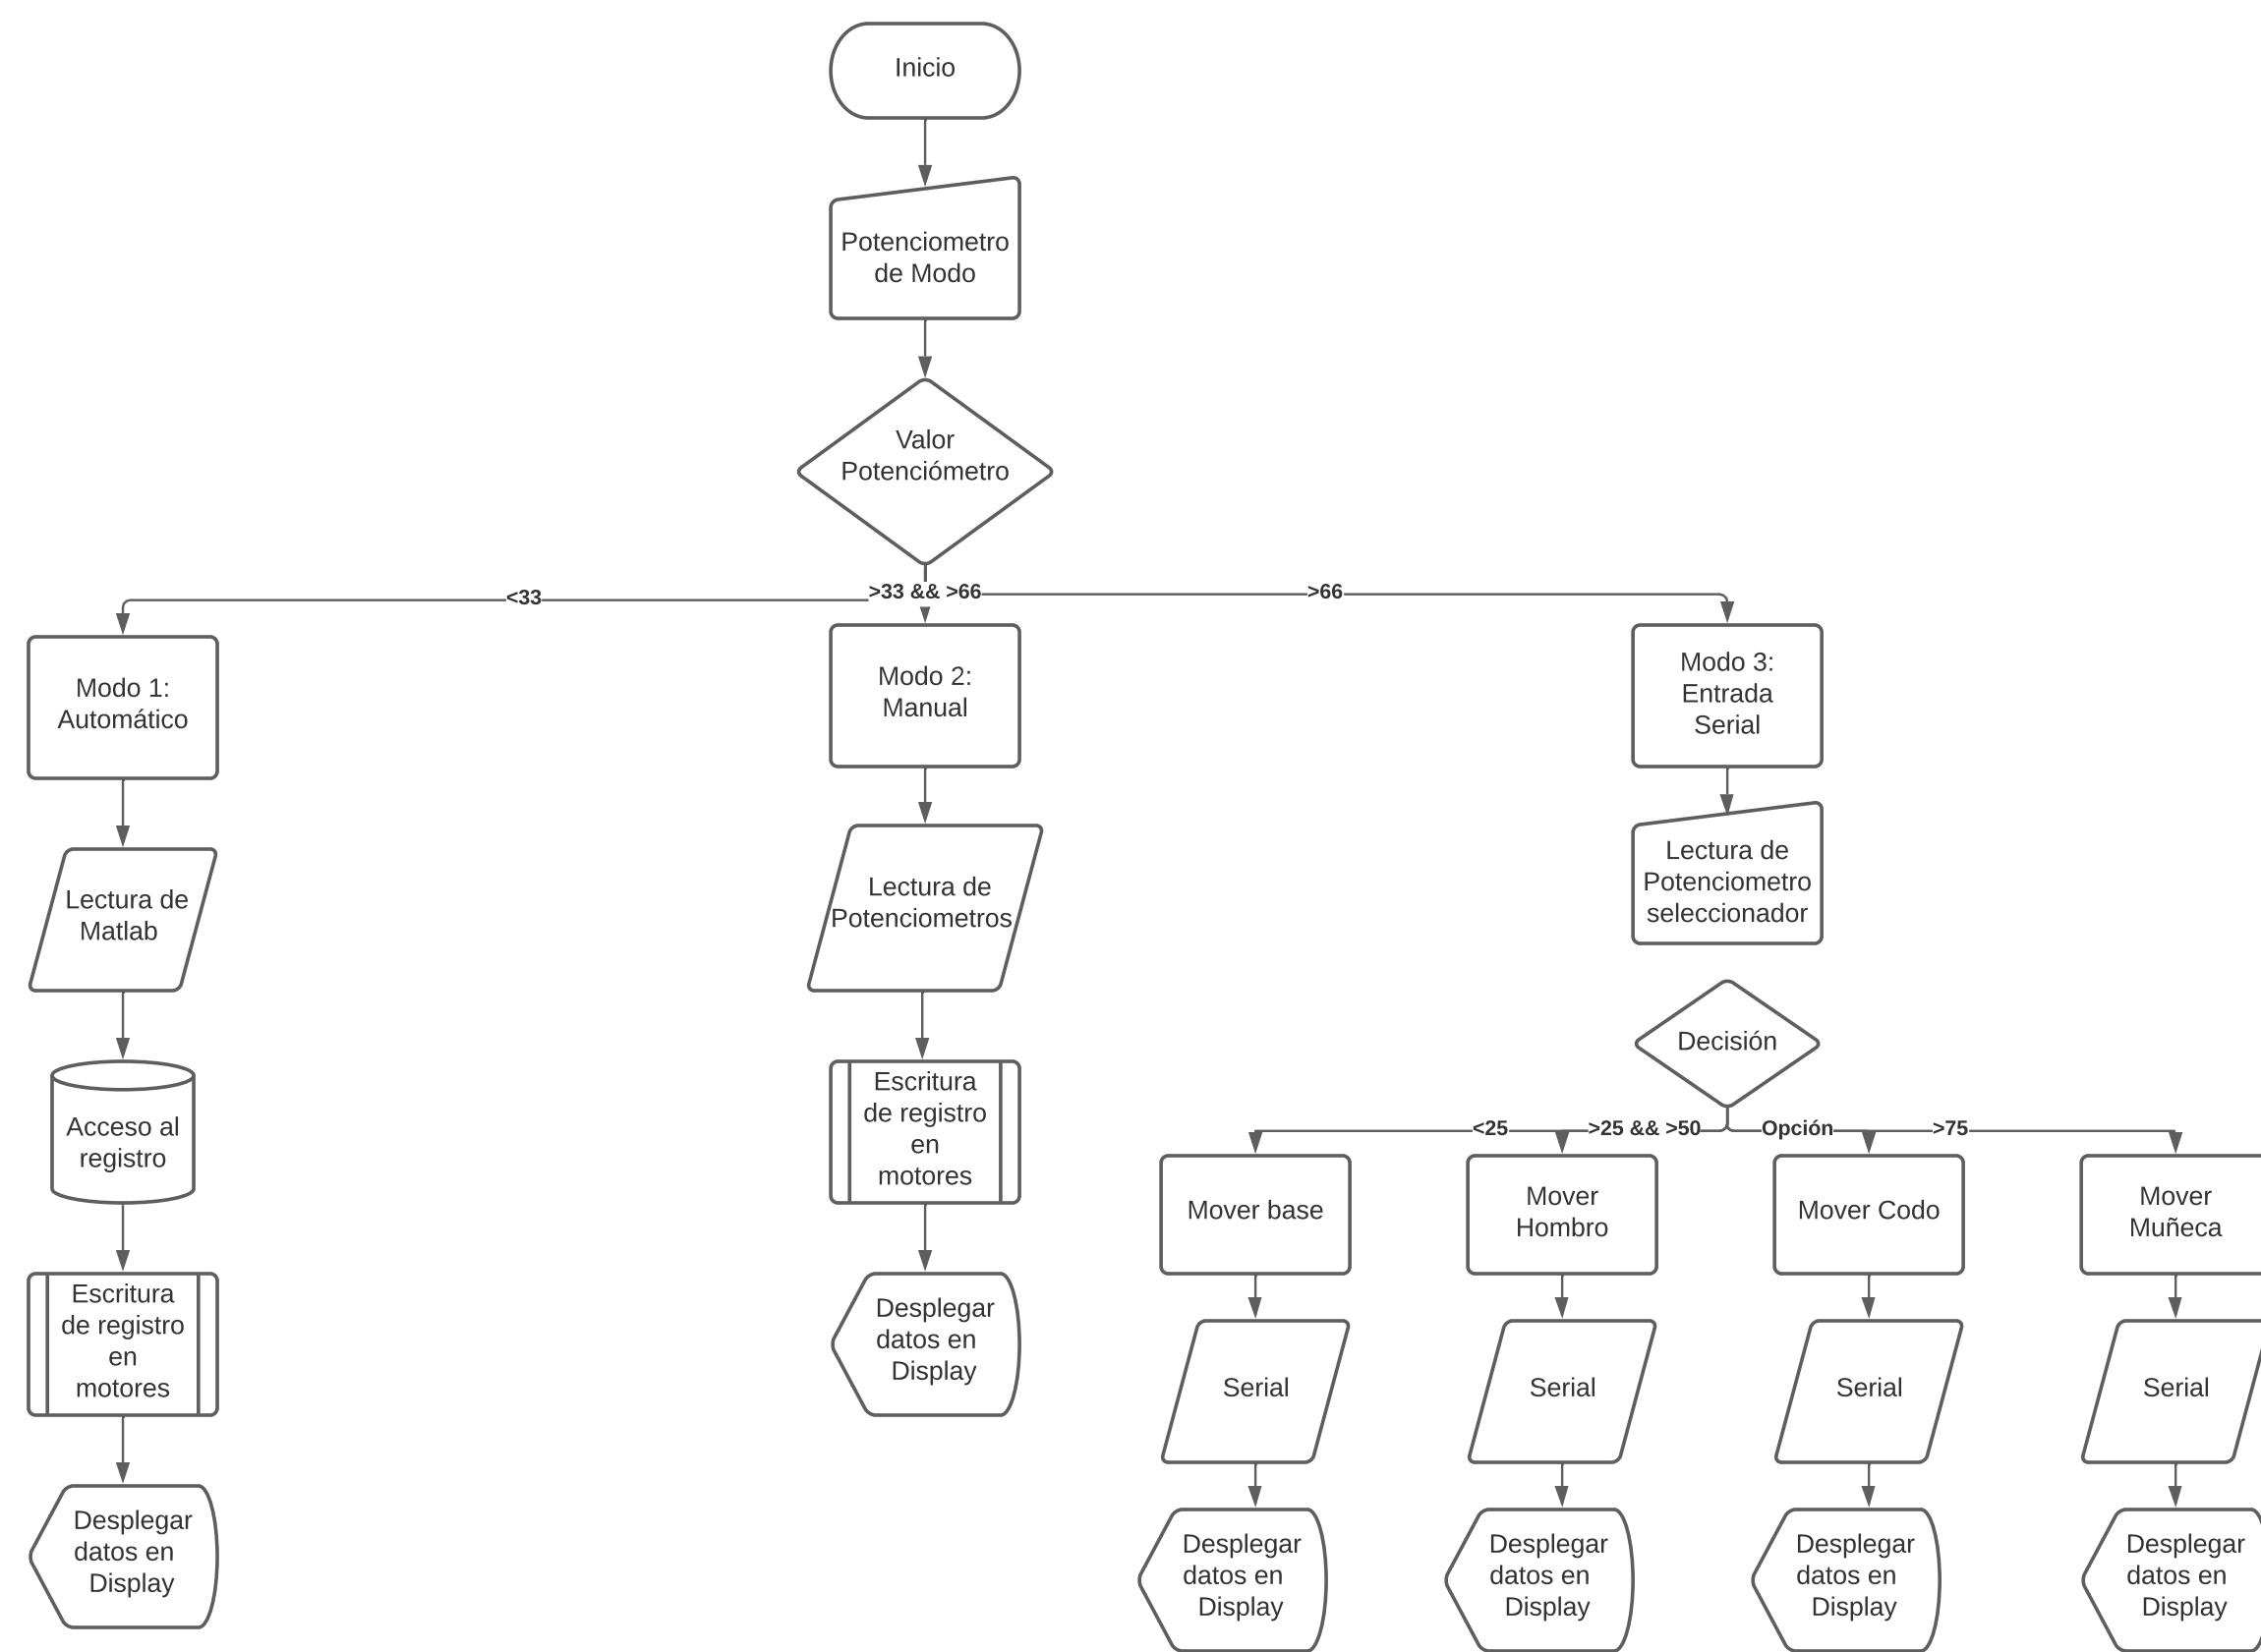 Inicio
Potenciometro
de Modo
Valor
Potenciómetro
<33
>33 && >66
>66
Modo 1:
Automático
Modo 2:
Manual
Modo 3:
Entrada
Serial
Lectura de
Matlab
Lectura de
Potenciometros
Lectura de
Potenciometro
seleccionador
Acceso al
registro
Escritura
de registro
en
motores
Decisión
<25
>25 && >50
Opción
>75
Mover base
Mover
Hombro
Mover Codo
Mover
Muñeca
Escritura
de registro
en
motores
Desplegar
datos en
Display
Serial
Serial
Serial
Serial
Desplegar
datos en
Display
Desplegar
datos en
Display
Desplegar
datos en
Display
Desplegar
datos en
Display
Desplegar
datos en
Display